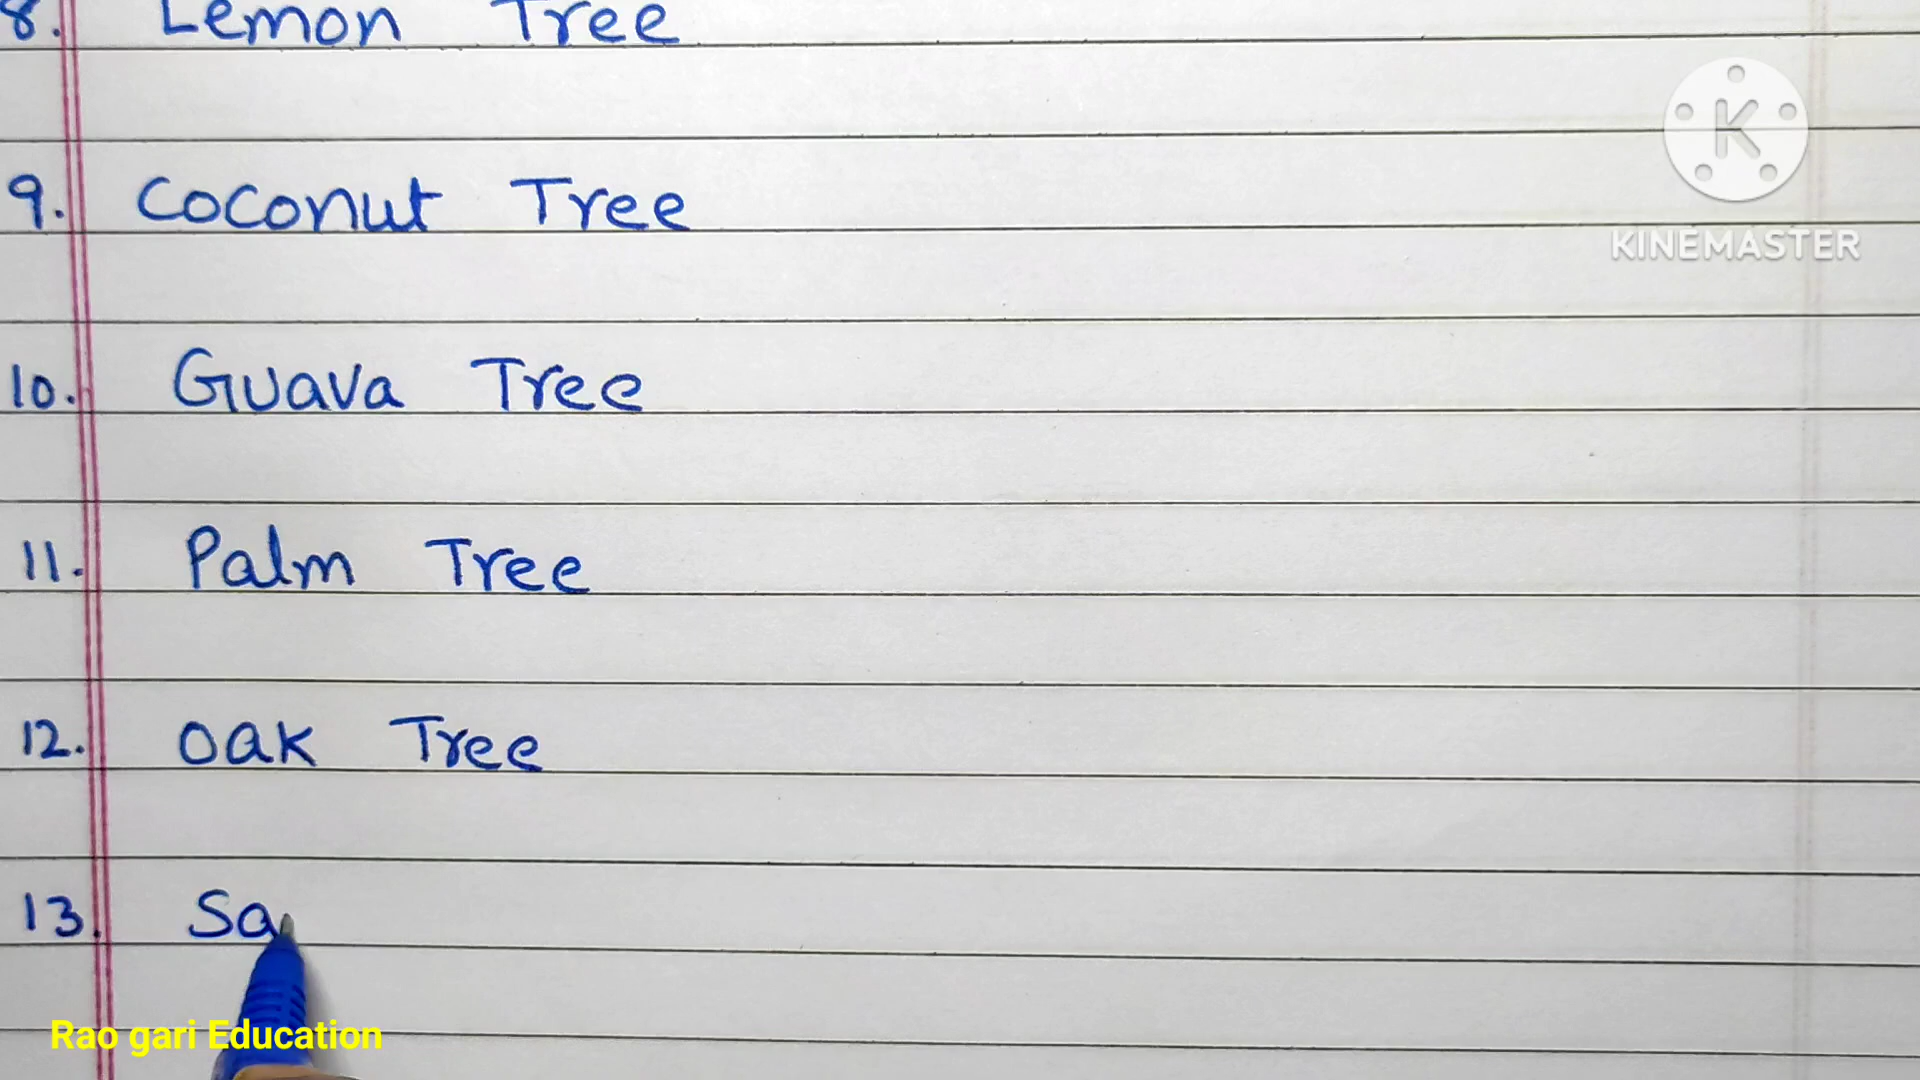 8. Lemon Tree
K
KINEMASTER
9. Coconut Tree
10. Guava Tree
11. Palm Tree
12. Oak Tree
13. Sa
Rao gari Education